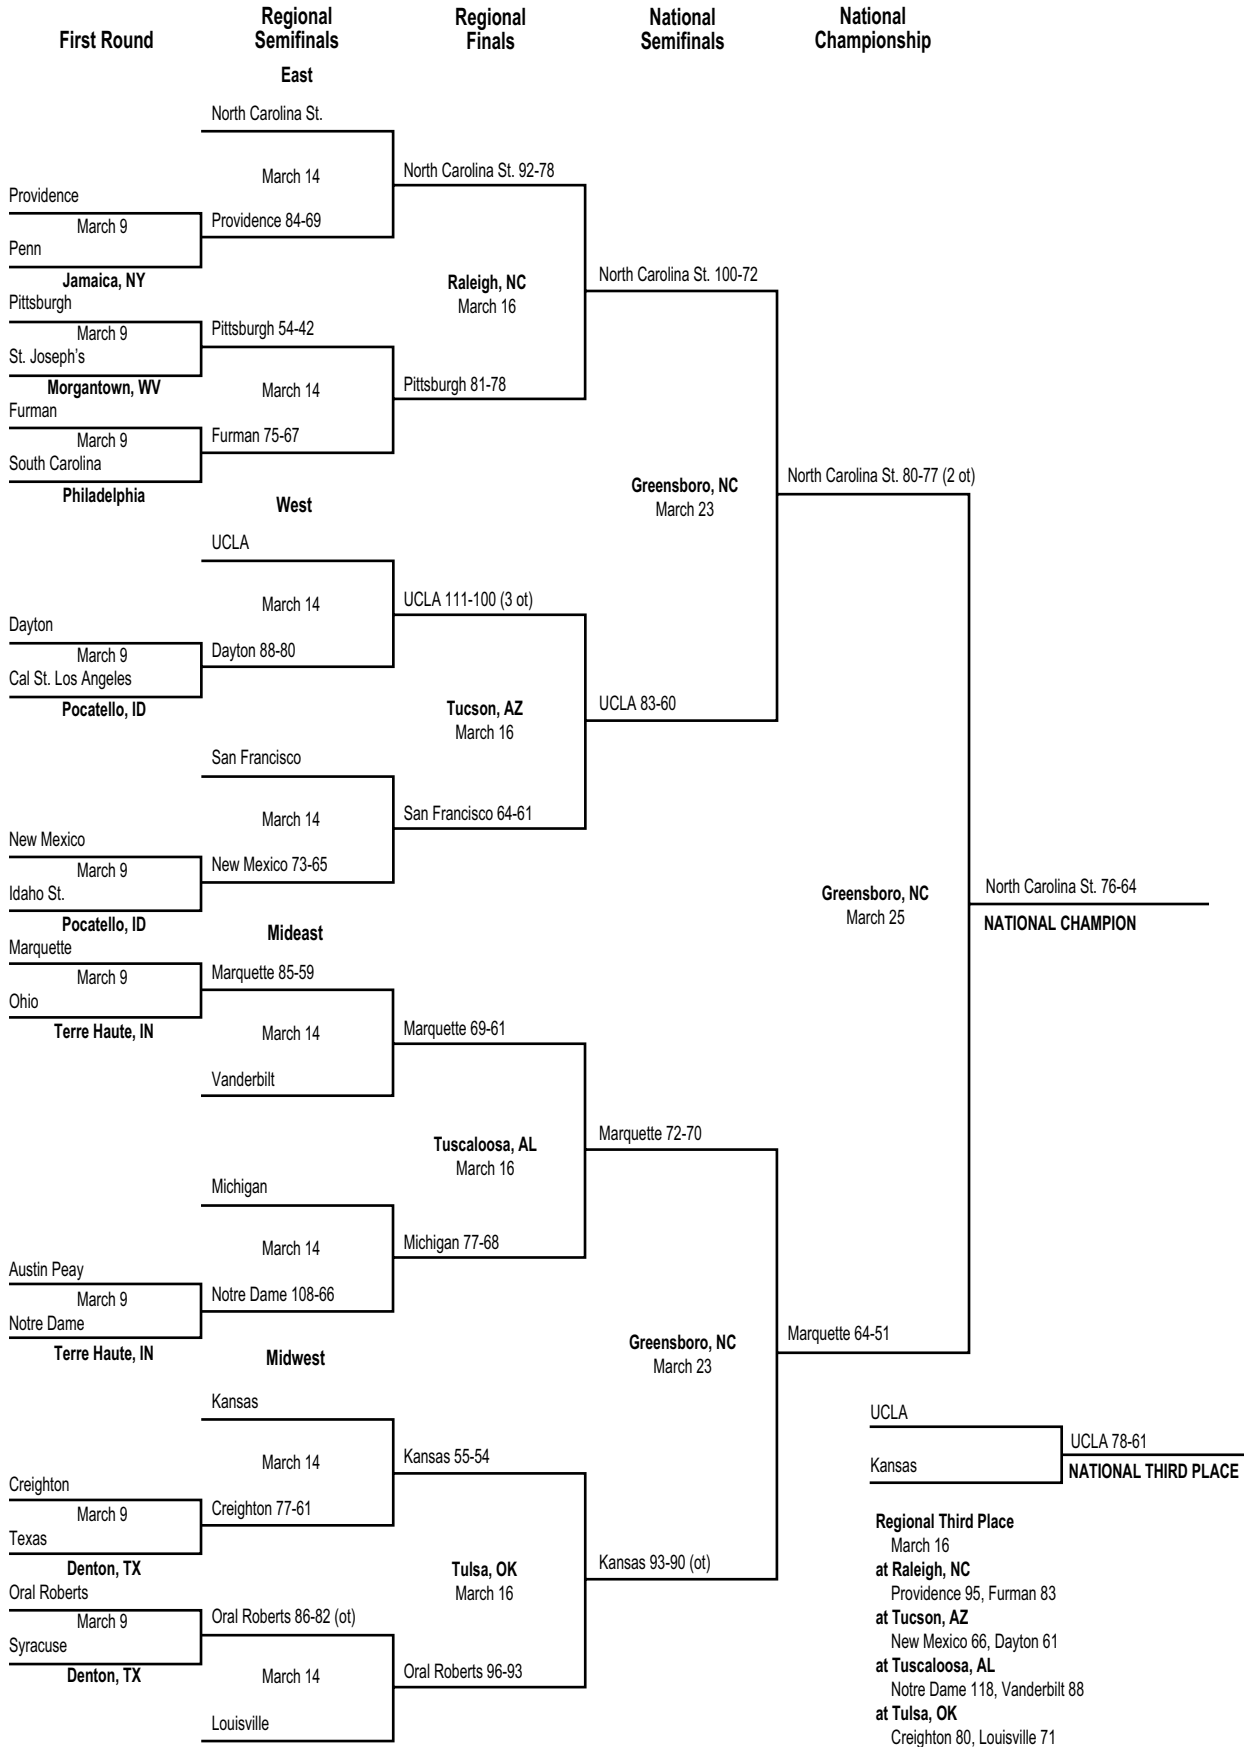 First Round
Regional
Semifinals
Regional
Finals
National
Semifinals
National
Championship
East
North Carolina St.
March 14
North Carolina St. 92-78
Providence
March 9
Providence 84-69
Penn
Jamaica, NY
Raleigh, NC
March 16
North Carolina St. 100-72
Pittsburgh
March 9
Pittsburgh 54-42
St. Joseph's
Morgantown, WV
March 14
Pittsburgh 81-78
Furman
March 9
Furman 75-67
South Carolina
Philadelphia
Greensboro, NC
March 23
North Carolina St. 80-77 (2 ot)
West
UCLA
March 14
UCLA 111-100 (3 ot)
Dayton
March 9
Dayton 88-80
Cal St. Los Angeles
Pocatello, ID
Tucson, AZ
March 16
UCLA 83-60
San Francisco
March 14
San Francisco 64-61
New Mexico
March 9
New Mexico 73-65
Idaho St.
Pocatello, ID
Greensboro, NC
March 25
North Carolina St. 76-64
NATIONAL CHAMPION
Mideast
Marquette
March 9
Marquette 85-59
Ohio
Terre Haute, IN
March 14
Marquette 69-61
Vanderbilt
Tuscaloosa, AL
March 16
Marquette 72-70
Michigan
March 14
Michigan 77-68
Austin Peay
March 9
Notre Dame 108-66
Notre Dame
Terre Haute, IN
Greensboro, NC
March 23
Marquette 64-51
Midwest
Kansas
March 14
Kansas 55-54
Creighton
March 9
Creighton 77-61
Texas
Denton, TX
Tulsa, OK
March 16
Kansas 93-90 (ot)
Oral Roberts
March 9
Oral Roberts 86-82 (ot)
Syracuse
Denton, TX
March 14
Oral Roberts 96-93
Louisville
UCLA
UCLA 78-61
Kansas
NATIONAL THIRD PLACE
Regional Third Place
March 16
at Raleigh, NC
Providence 95, Furman 83
at Tucson, AZ
New Mexico 66, Dayton 61
at Tuscaloosa, AL
Notre Dame 118, Vanderbilt 88
at Tulsa, OK
Creighton 80, Louisville 71